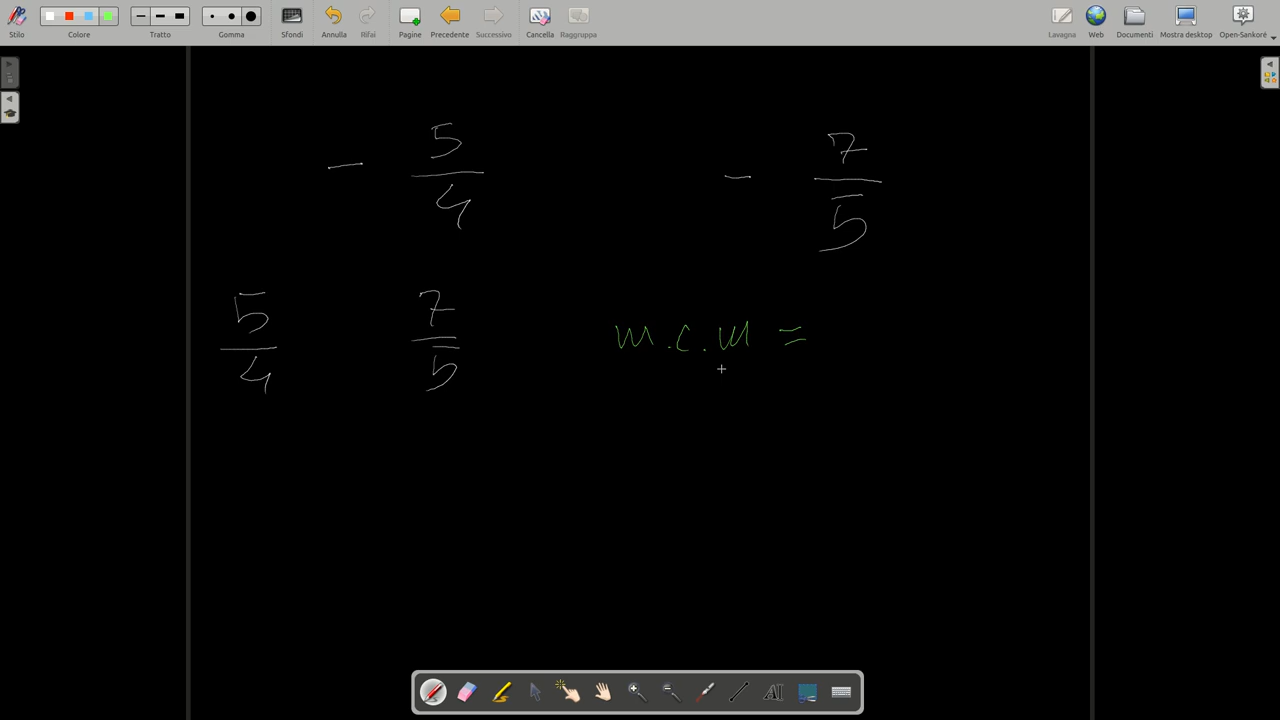 Stilo Colore Tratto Gomma Sfondi Annulla Rifai Pagine Precedente Successivo Cancella Raggruppa Lavagna Web Documenti Mostra desktop Open-Sankoré
- 5/4 - 7/5
5/4 7/5 m.c.m =
AI